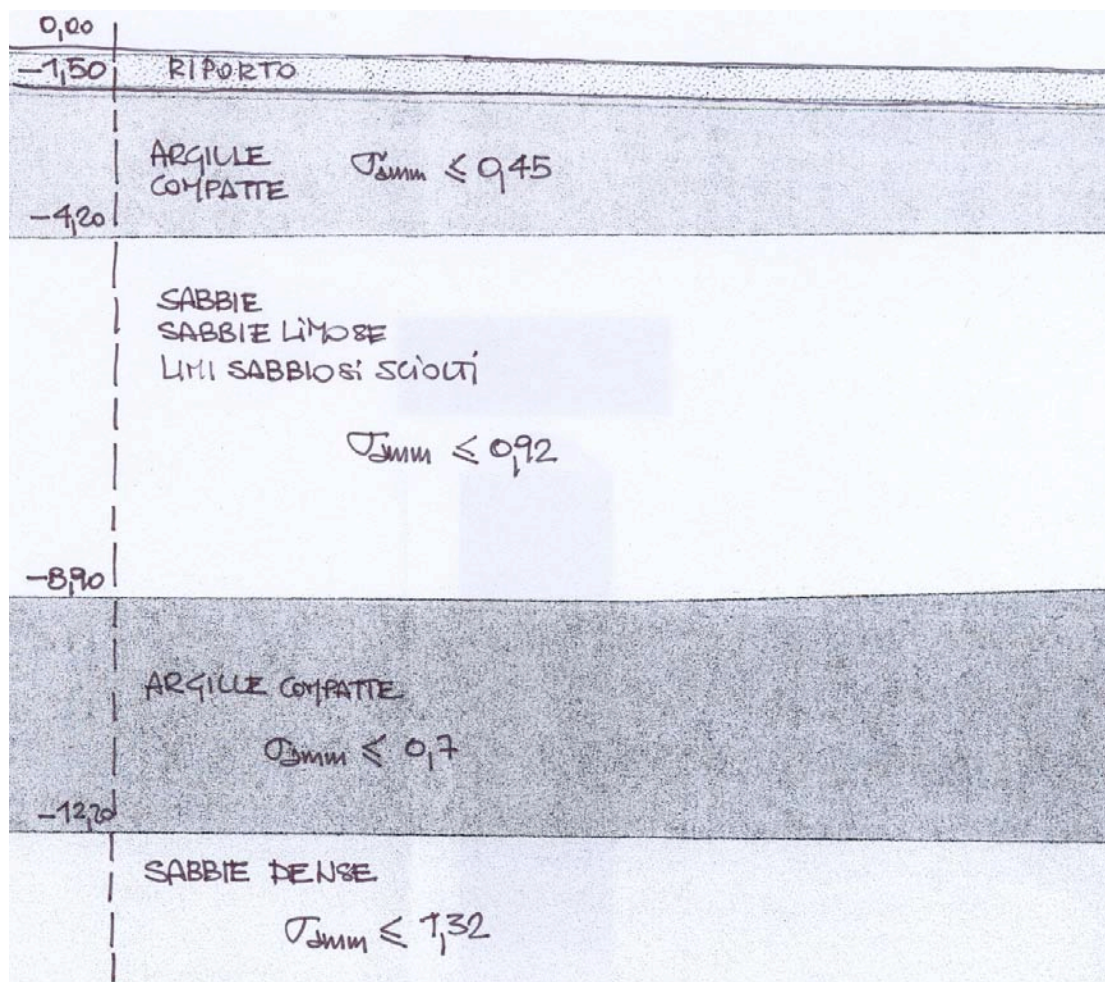 0,00
-1,50 RIPORTO
ARGILLE
COMPATTE
σamm ≤ 0,45
-4,20
SABBIE
SABBIE LIMOSE
LIMI SABBIOSI SCIOLTI
σamm ≤ 0,92
-8,90
ARGILLE COMPATTE
σamm ≤ 0,7
-12,20
SABBIE DENSE
σamm ≤ 1,32